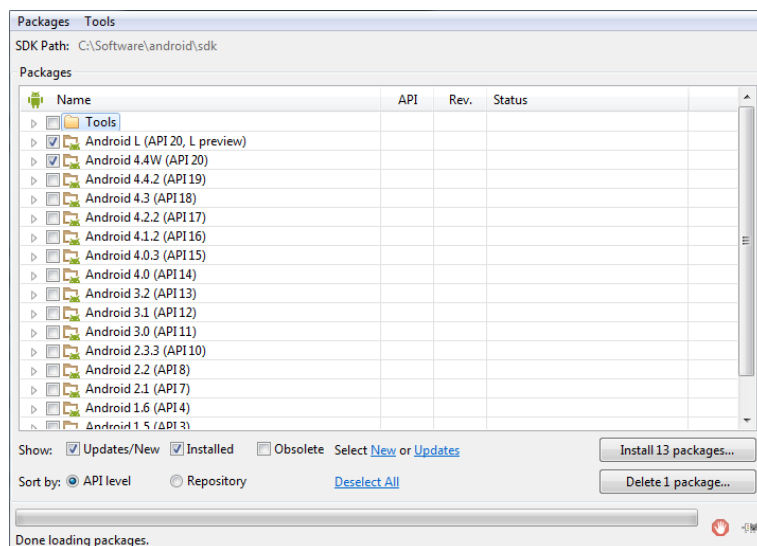 Packages Tools
SDK Path: C:\Software\android\sdk
Packages
Name API Rev. Status
Tools
Android L (API 20, L preview)
Android 4.4W (API 20)
Android 4.4.2 (API 19)
Android 4.3 (API 18)
Android 4.2.2 (API 17)
Android 4.1.2 (API 16)
Android 4.0.3 (API 15)
Android 4.0 (API 14)
Android 3.2 (API 13)
Android 3.1 (API 12)
Android 3.0 (API 11)
Android 2.3.3 (API 10)
Android 2.2 (API 8)
Android 2.1 (API 7)
Android 1.6 (API 4)
Android 1.5 (API 3)
Show: Updates/New Installed Obsolete Select New or Updates Install 13 packages...
Sort by: API level Repository Deselect All Delete 1 package...
Done loading packages.